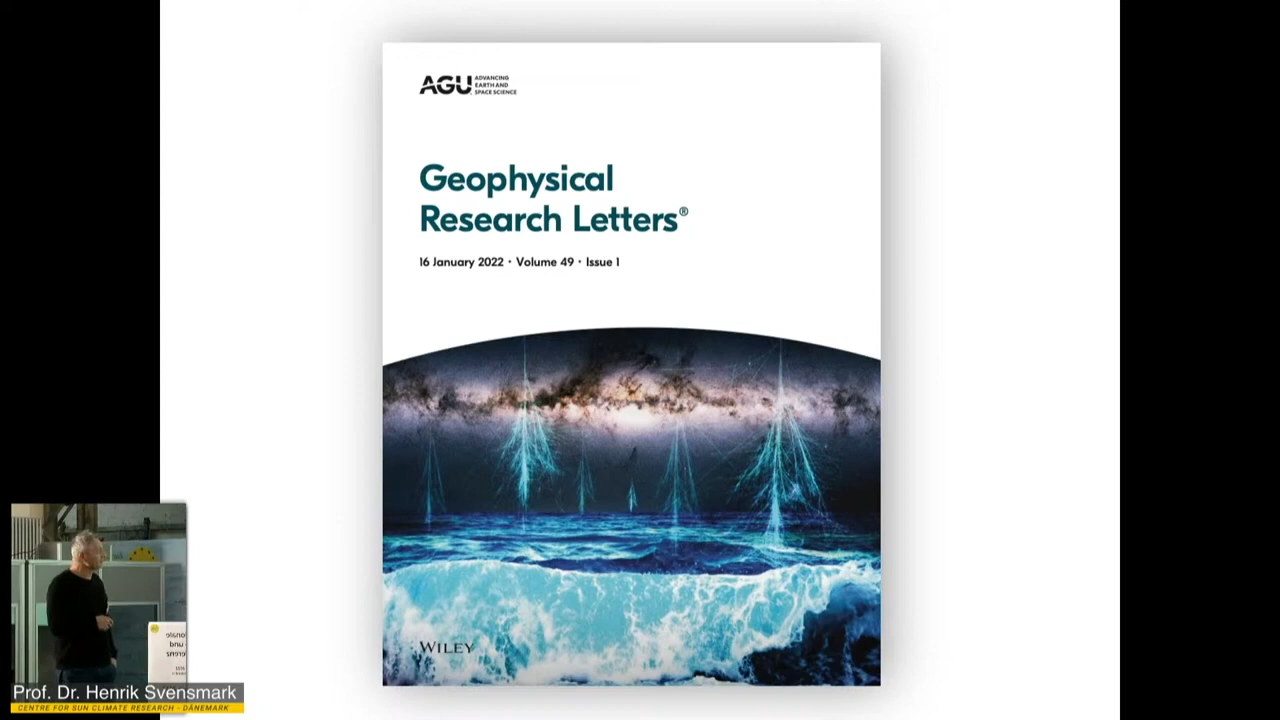 AGU ADVANCING
EARTH AND
SPACE SCIENCE
Geophysical
Research Letters®
16 January 2022 · Volume 49 · Issue 1
WILEY
Prof. Dr. Henrik Svensmark
CENTRE FOR SUN CLIMATE RESEARCH - DÄNEMARK